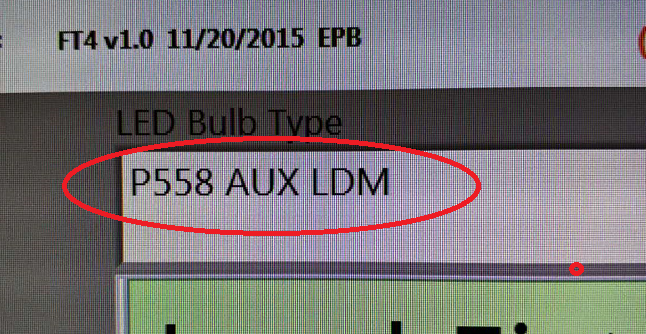 FT4 v1.0 11/20/2015 EPB
LED Bulb Type
P558 AUX LDM